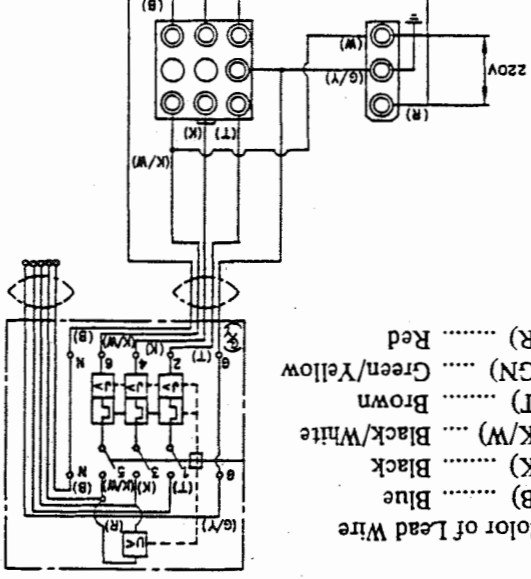 olor of Lead Wire
B) ........ Blue
K) ........ Black
K/W) .... Black/White
T) ........ Brown
GN) .... Green/Yellow
R) ........ Red
U<
(G/Y) (R)
1 (T) 3 (K) 5 (K/W) (B) N
2 4 6 N
(T) (K) (K/W) (B)
(K/W)
(T) (K)
(R)
220V
(G/Y)
(W)
(B)